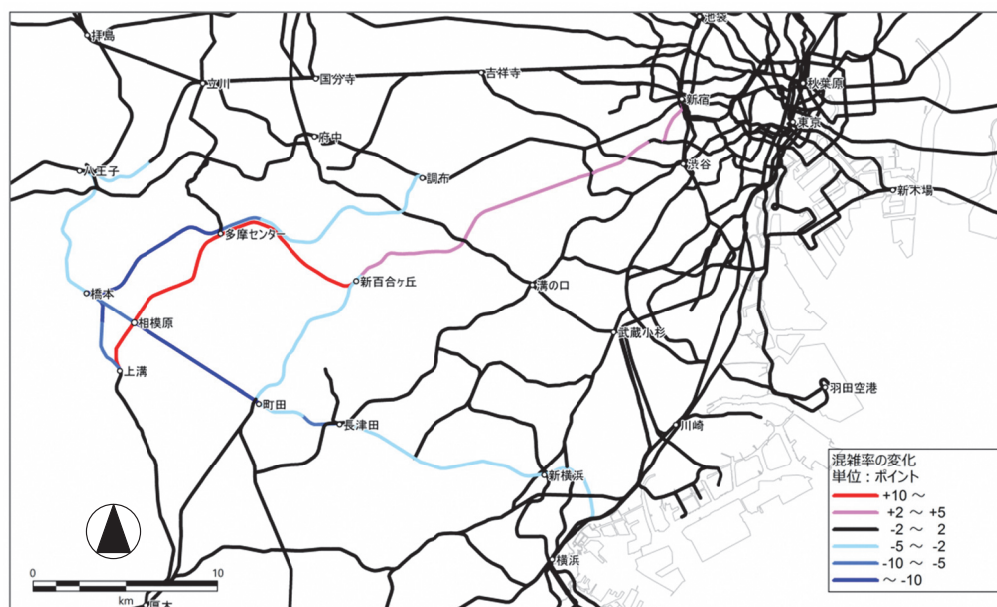 池袋
拝島
立川
国分寺
吉祥寺
秋葉原
新宿
東京
府中
渋谷
八王子
調布
新木場
多摩センター
新百合ヶ丘
溝の口
橋本
相模原
武蔵小杉
上溝
羽田空港
町田
長津田
川崎
新横浜
横浜
厚木
混雑率の変化
単位：ポイント
+10 ～
+2 ～ +5
-2 ～ 2
-5 ～ -2
-10 ～ -5
～ -10
0 10
km